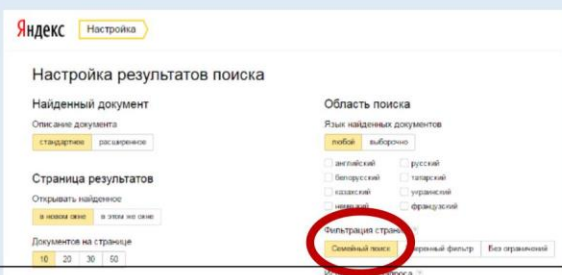 Яндекс Настройка
Настройка результатов поиска
Найденный документ
Описание документа
стандартное расширенное
Страница результатов
Открывать найденное
в новом окне в этом же окне
Документов на странице
10 20 30 50
Область поиска
Язык найденных документов
любой выборочно
английский русский
белорусский татарский
казахский украинский
немецкий французский
Фильтрация
Семейный поиск фильтр Без ограничений